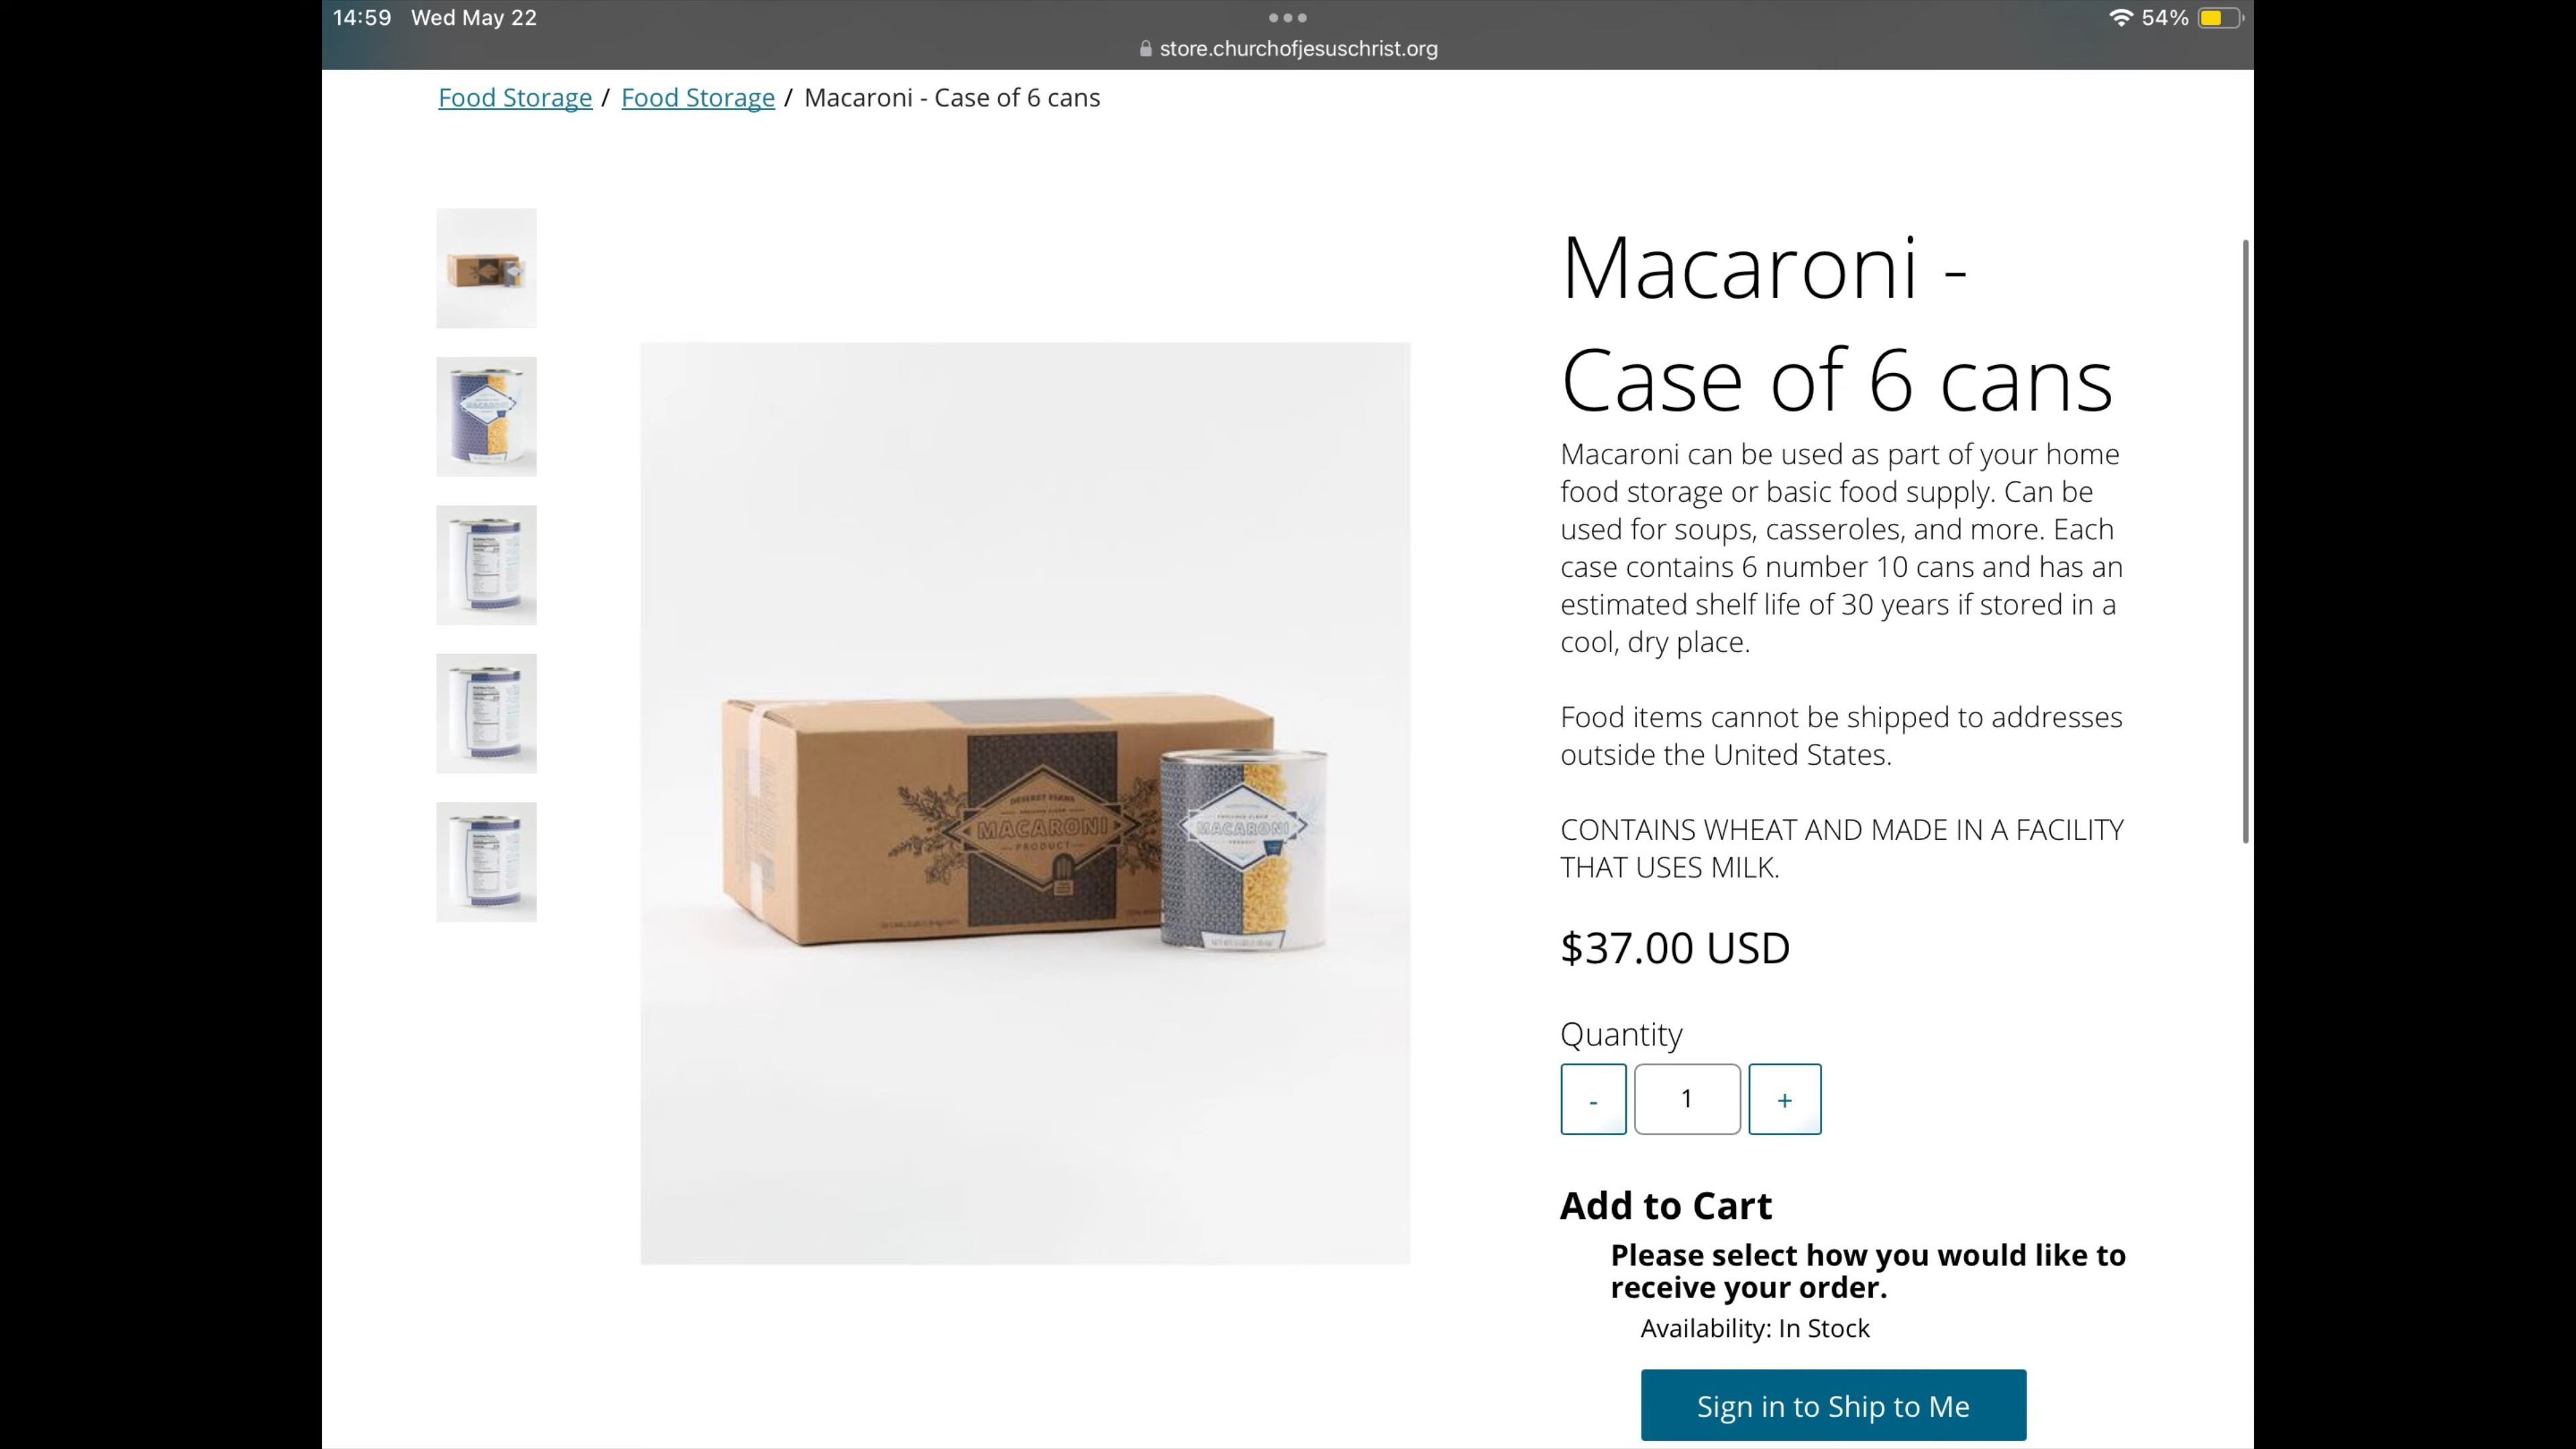 14:59 Wed May 22
54%
store.churchofjesuschrist.org
Food Storage / Food Storage / Macaroni - Case of 6 cans
Macaroni -
Case of 6 cans
Macaroni can be used as part of your home
food storage or basic food supply. Can be
used for soups, casseroles, and more. Each
case contains 6 number 10 cans and has an
estimated shelf life of 30 years if stored in a
cool, dry place.
Food items cannot be shipped to addresses
outside the United States.
CONTAINS WHEAT AND MADE IN A FACILITY
THAT USES MILK.
$37.00 USD
Quantity
- 1 +
Add to Cart
Please select how you would like to
receive your order.
Availability: In Stock
Sign in to Ship to Me
MACARONI
PRODUCT
MACARONI